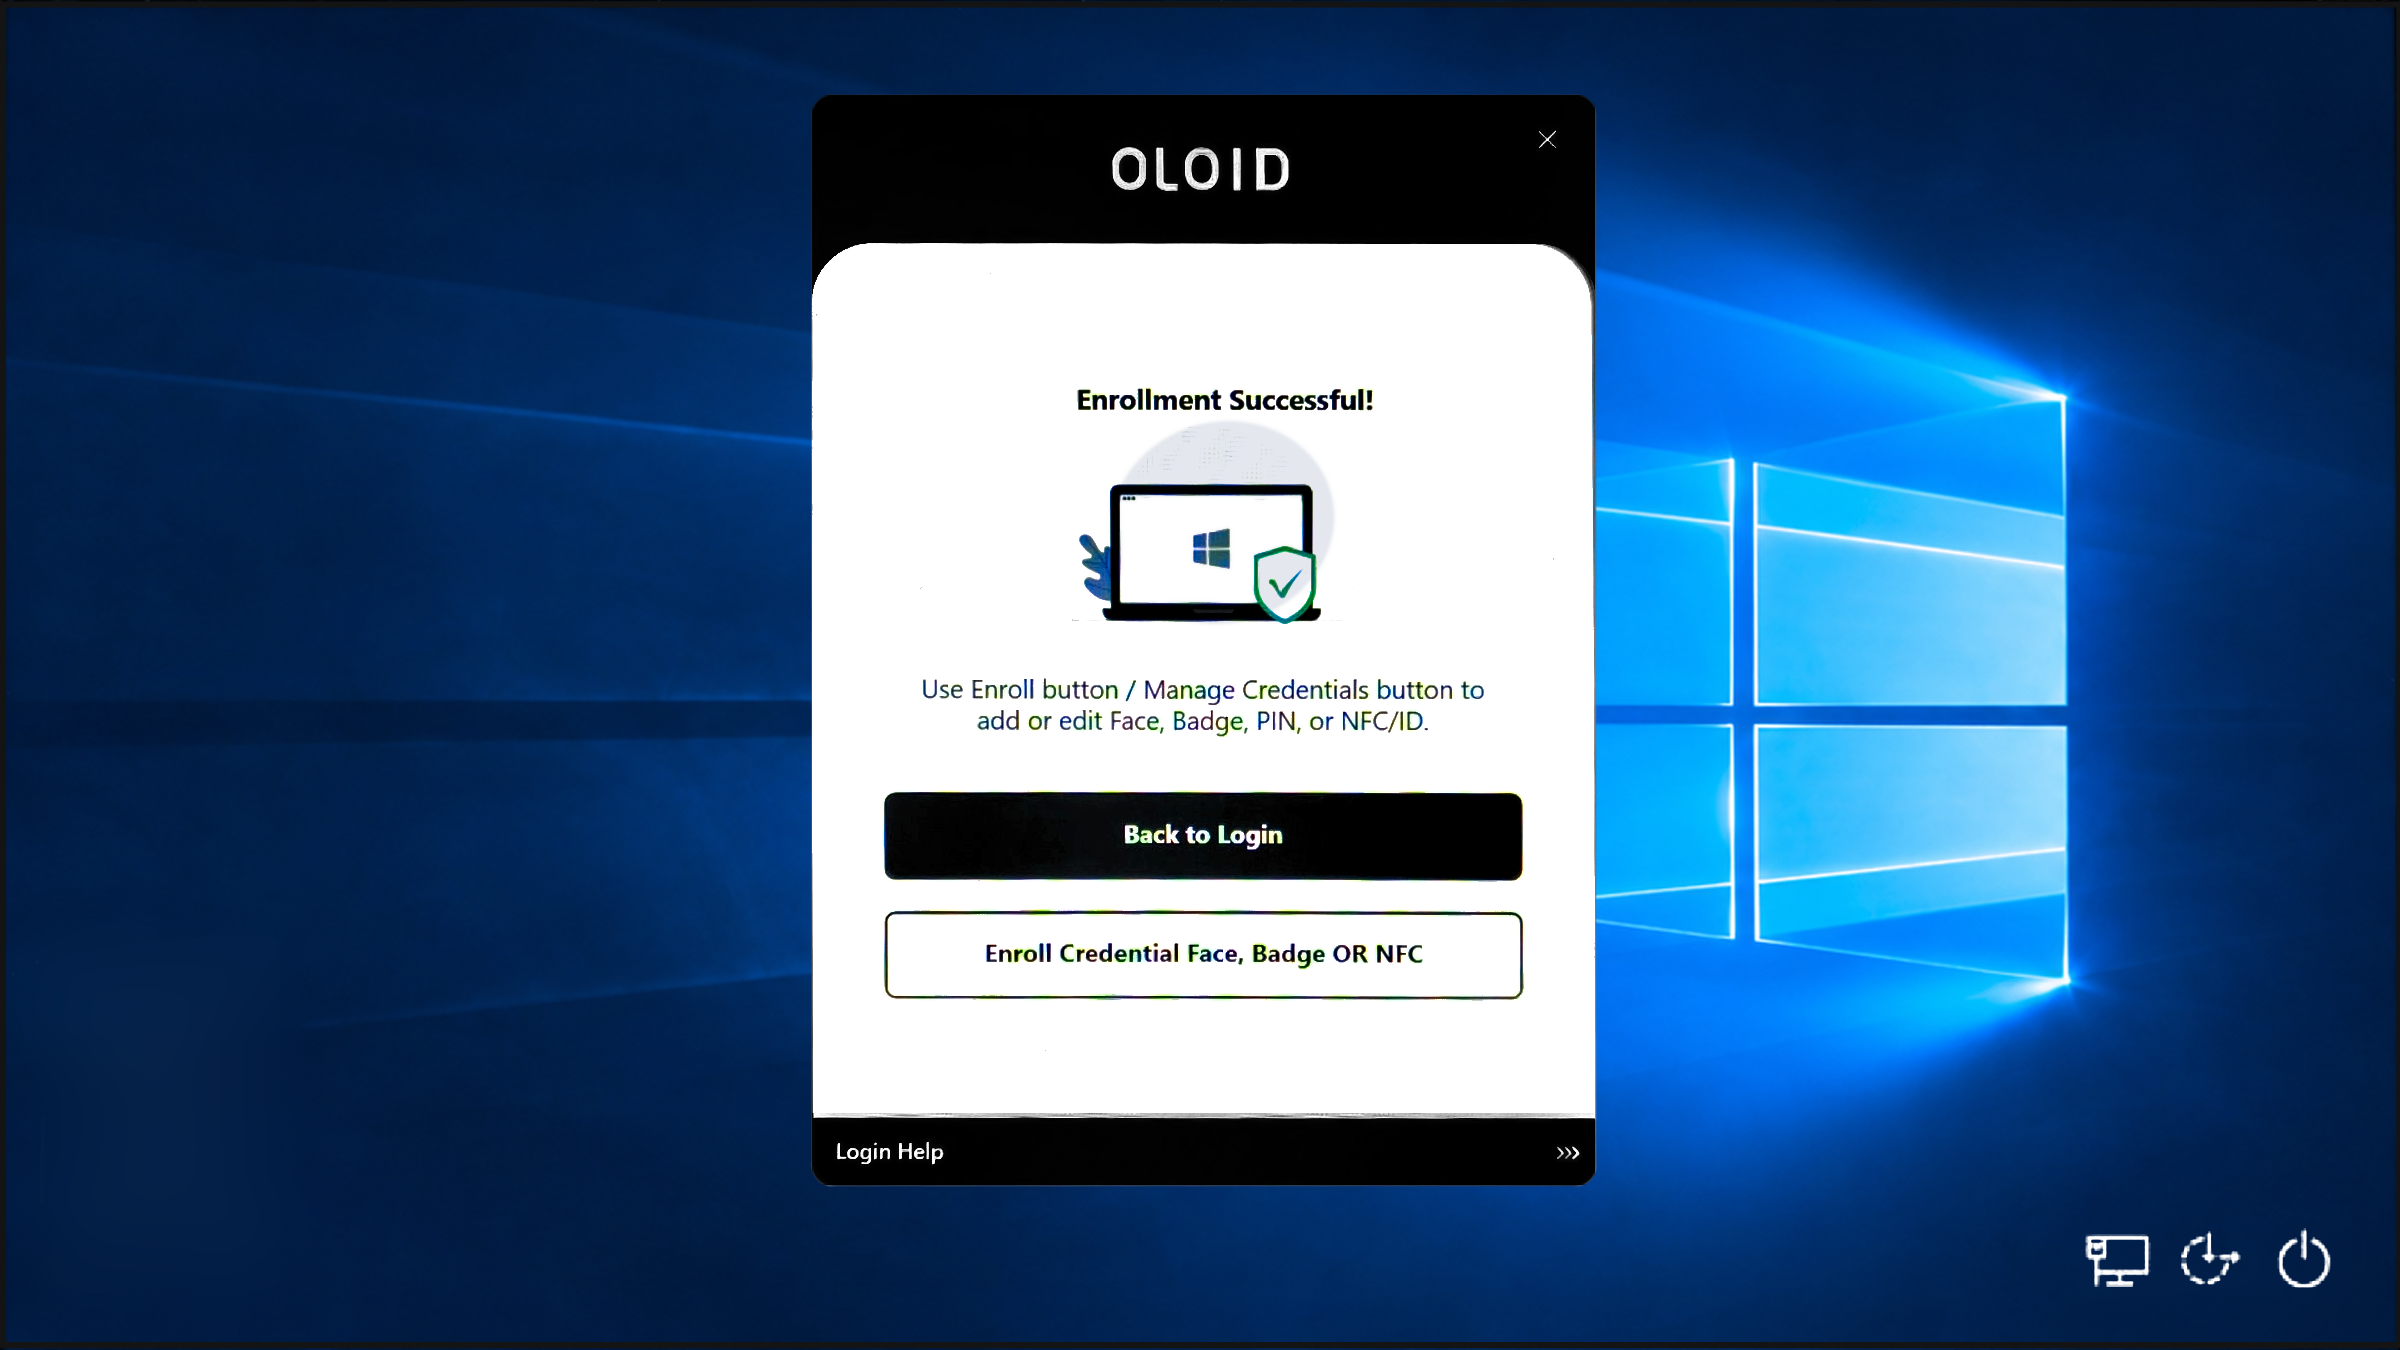 OLOID
Enrollment Successful!
Use Enroll button / Manage Credentials button to
add or edit Face, Badge, PIN, or NFC/ID.
Back to Login
Enroll Credential Face, Badge OR NFC
Login Help